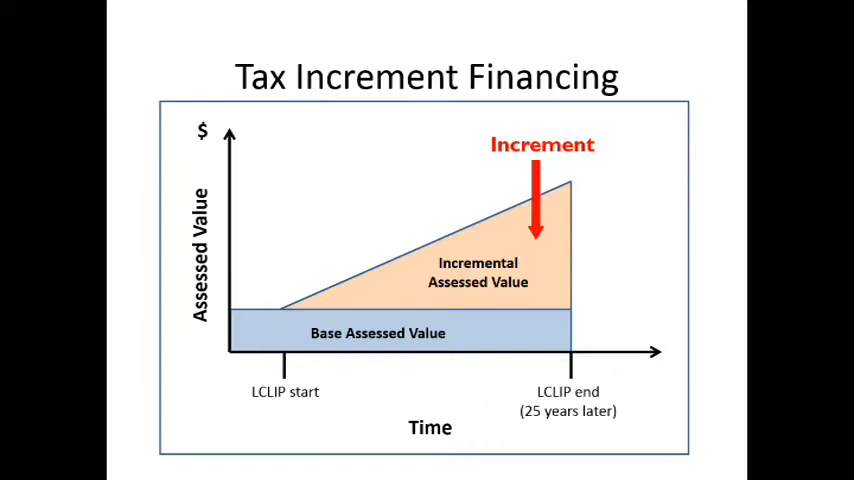 Tax Increment Financing
$
Increment
Assessed Value
Incremental
Assessed Value
Base Assessed Value
LCLIP start
LCLIP end
(25 years later)
Time